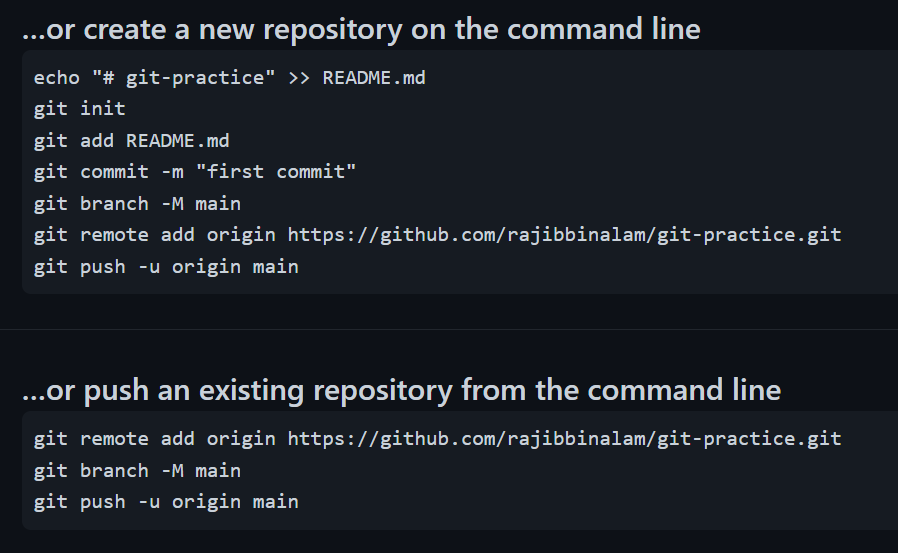 ...or create a new repository on the command line
echo "# git-practice" >> README.md
git init
git add README.md
git commit -m "first commit"
git branch -M main
git remote add origin https://github.com/rajibbinalam/git-practice.git
git push -u origin main
...or push an existing repository from the command line
git remote add origin https://github.com/rajibbinalam/git-practice.git
git branch -M main
git push -u origin main